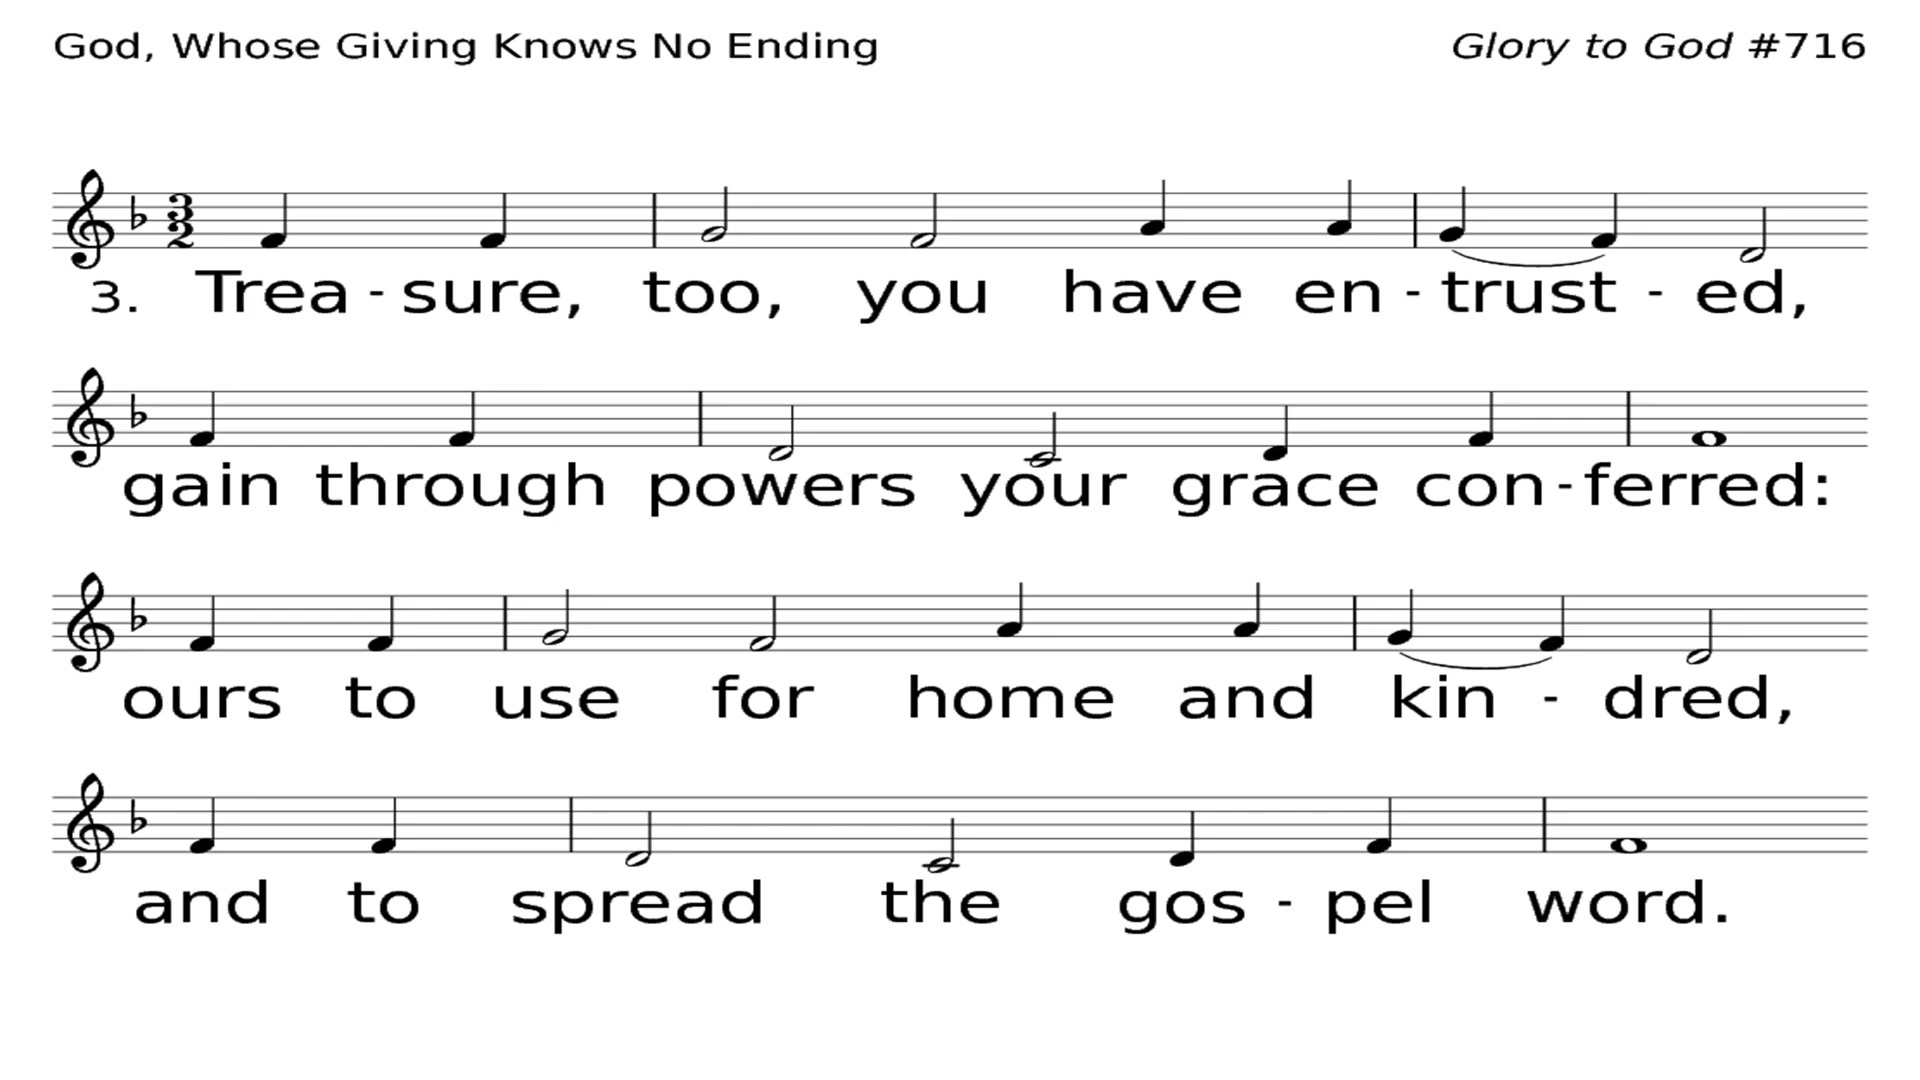 God, Whose Giving Knows No Ending
Glory to God #716
3. Trea - sure, too, you have en - trust - ed,
gain through powers your grace con - ferred:
ours to use for home and kin - dred,
and to spread the gos - pel word.